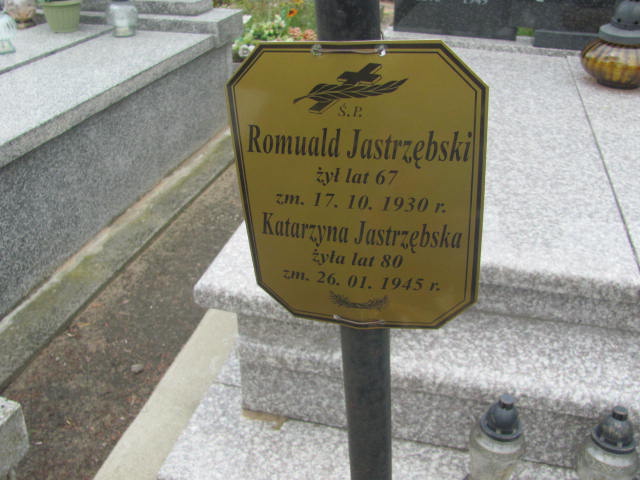 Ś.P.
Romuald Jastrzębski
żył lat 67
zm. 17. 10. 1930 r.
Katarzyna Jastrzębska
żyła lat 80
zm. 26. 01. 1945 r.